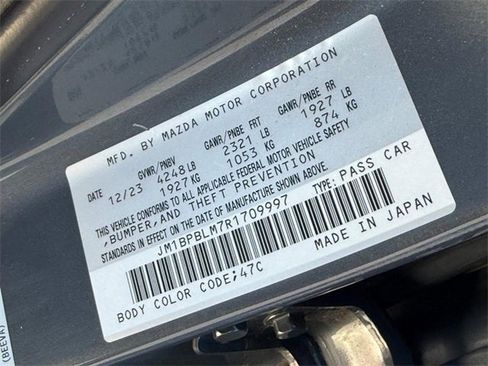 MFD. BY MAZDA MOTOR CORPORATION
DATE GVWR/PNBV GAWR/PNBE FRT GAWR/PNBE RR
12/23 4248 LB 2321 LB 1927 LB
1927 KG 1053 KG 874 KG
THIS VEHICLE CONFORMS TO ALL APPLICABLE FEDERAL MOTOR VEHICLE SAFETY
,BUMPER, AND THEFT PREVENTION
STANDARDS IN EFFECT ON THE DATE OF MANUFACTURE SHOWN ABOVE.
JM1BPBLM7R1709997 TYPE: PASS CAR
BODY COLOR CODE;47C MADE IN JAPAN
(BEEVA)